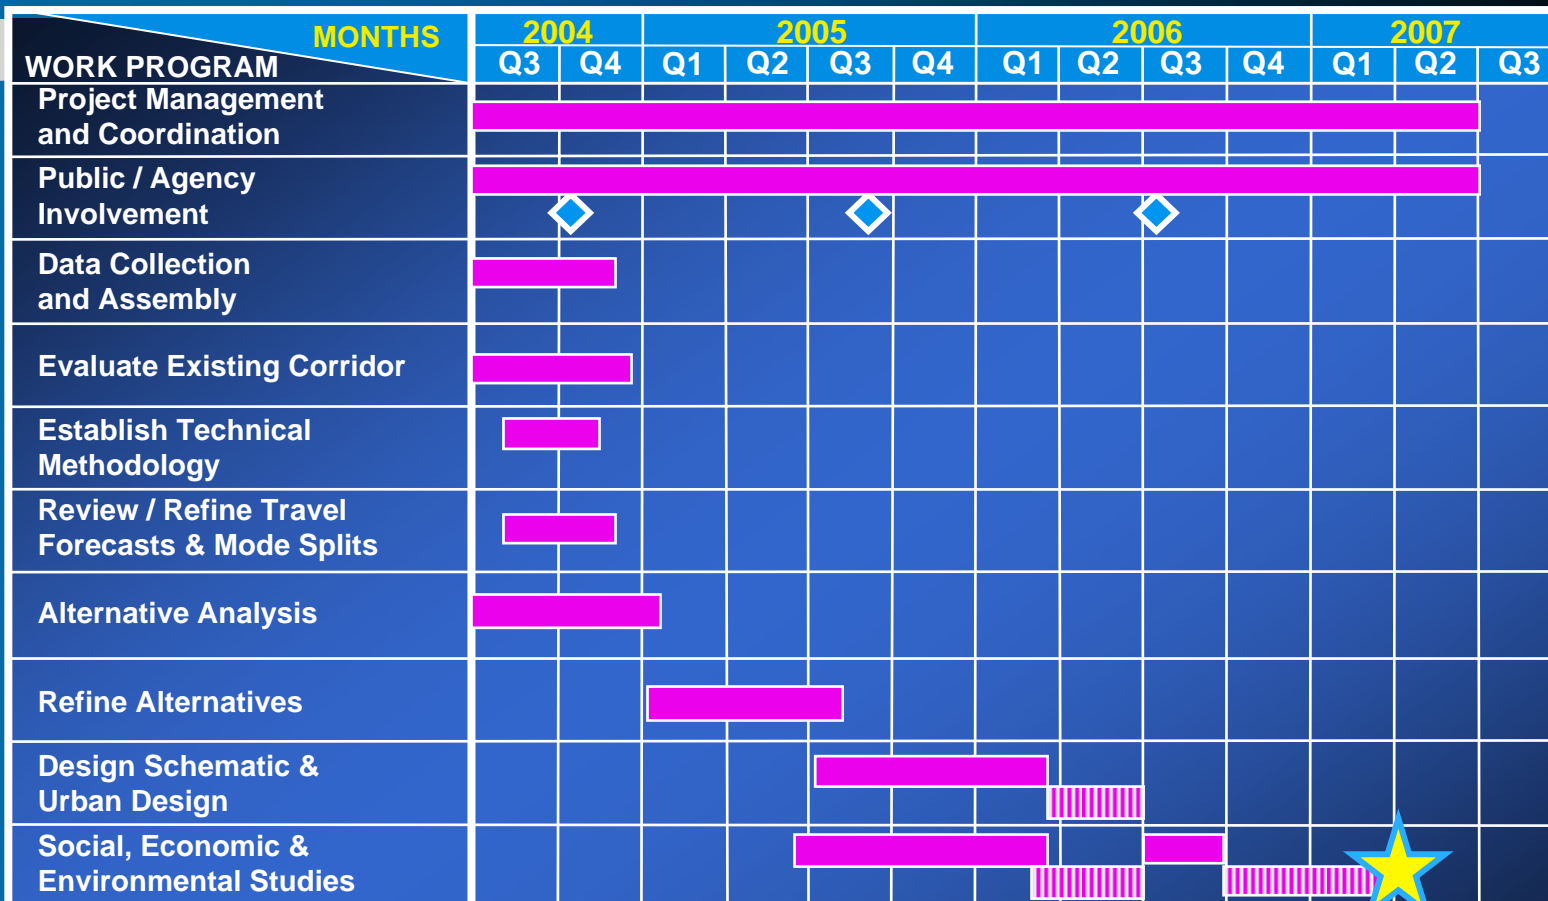 MONTHS
2004 2005 2006 2007
WORK PROGRAM
Q3 Q4 Q1 Q2 Q3 Q4 Q1 Q2 Q3 Q4 Q1 Q2 Q3
Project Management
and Coordination
Public / Agency
Involvement
Data Collection
and Assembly
Evaluate Existing Corridor
Establish Technical
Methodology
Review / Refine Travel
Forecasts & Mode Splits
Alternative Analysis
Refine Alternatives
Design Schematic &
Urban Design
Social, Economic &
Environmental Studies